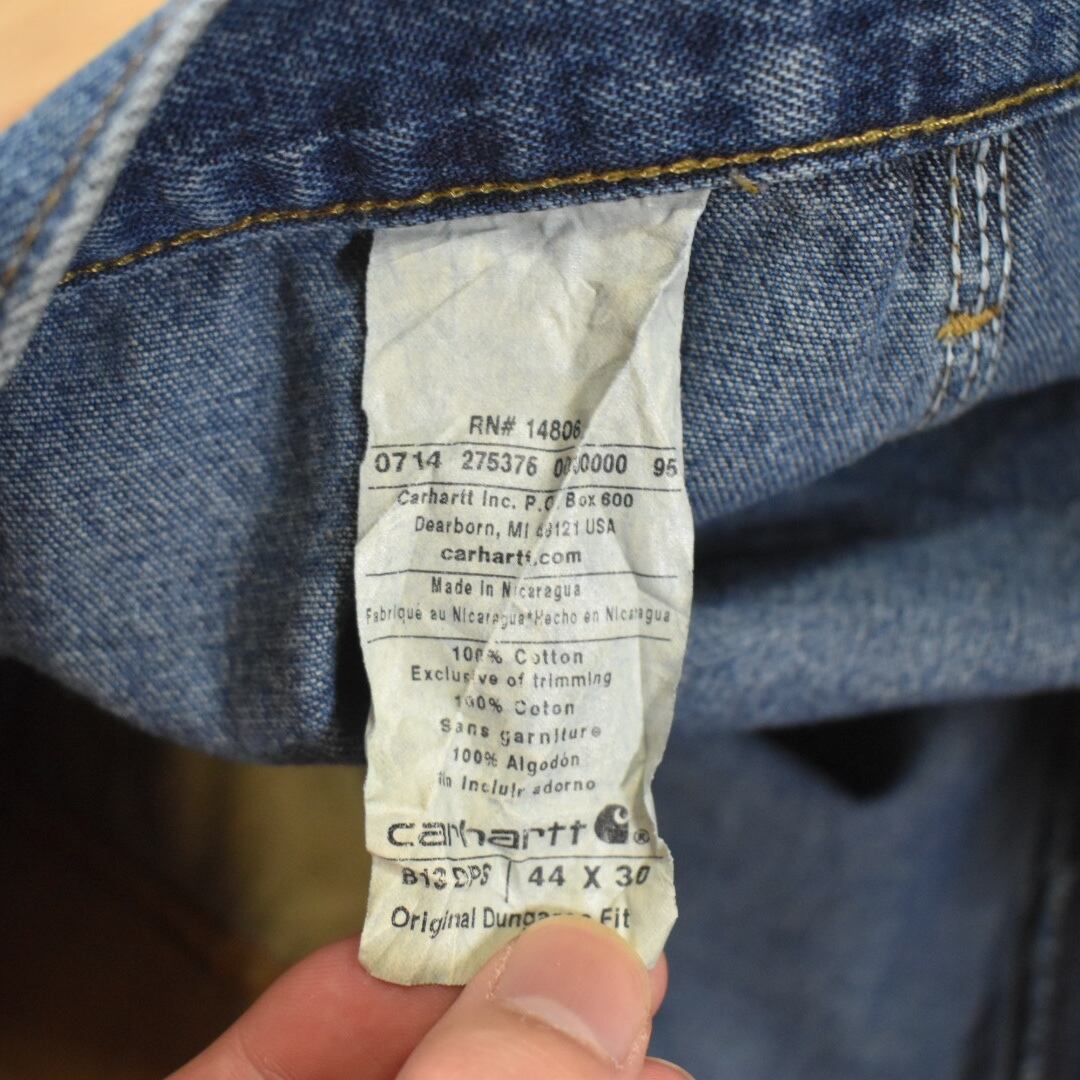 RN# 14806
0714 275376 95
Carhartt Inc. P.O. Box 600
Dearborn, MI USA
carhartt.com
Made in Nicaragua
Fabriqué au Nicaragua*Hecho en Nicaragua
100% Cotton
Exclusive of trimming
100% Coton
Sans garniture
100% Algodón
Sin Incluir adorno
carhartt ®
B13 DPS | 44 X 30
Original Dungaree Fit